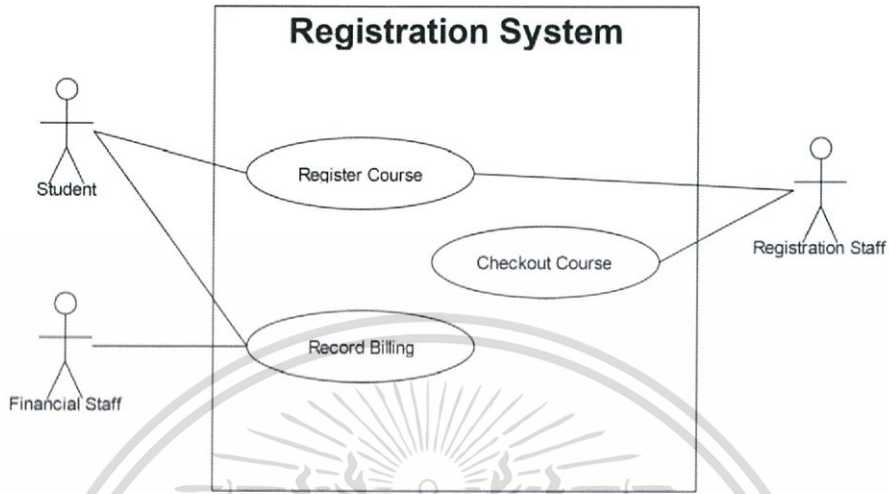 Registration System
Student
Register Course
Registration Staff
Checkout Course
Record Billing
Financial Staff